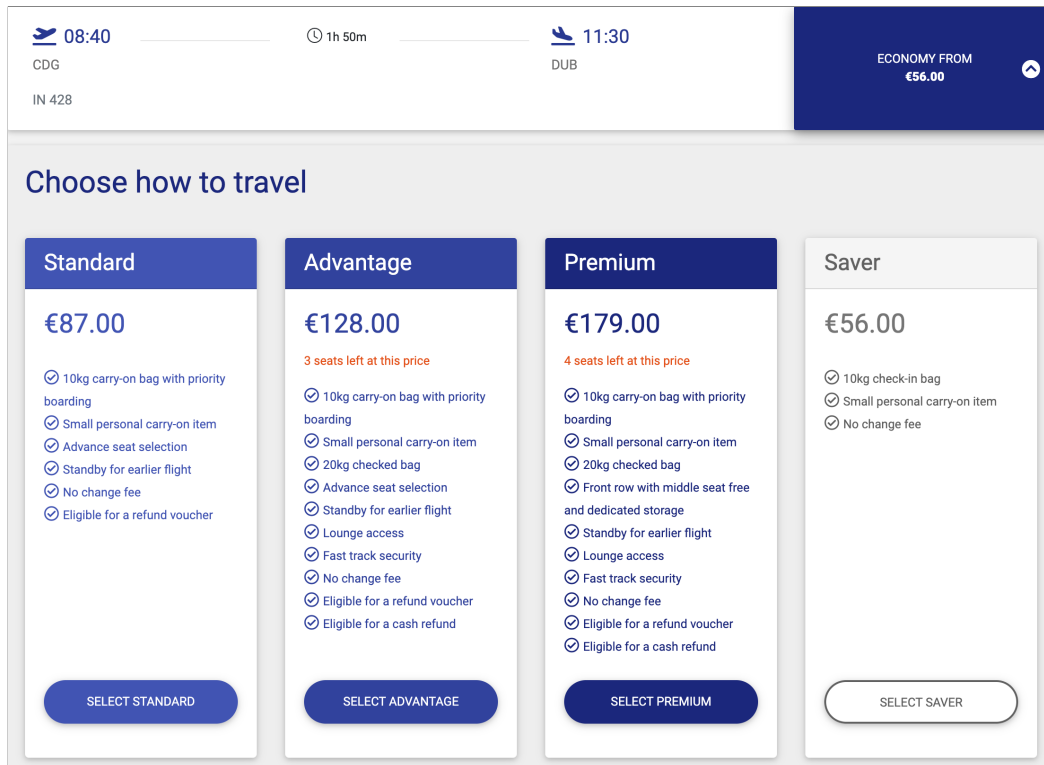 08:40
1h 50m
11:30
CDG
DUB
IN 428
ECONOMY FROM
€56.00
Choose how to travel
Standard
€87.00
10kg carry-on bag with priority
boarding
Small personal carry-on item
Advance seat selection
Standby for earlier flight
No change fee
Eligible for a refund voucher
SELECT STANDARD
Advantage
€128.00
3 seats left at this price
10kg carry-on bag with priority
boarding
Small personal carry-on item
20kg checked bag
Advance seat selection
Standby for earlier flight
Lounge access
Fast track security
No change fee
Eligible for a refund voucher
Eligible for a cash refund
SELECT ADVANTAGE
Premium
€179.00
4 seats left at this price
10kg carry-on bag with priority
boarding
Small personal carry-on item
20kg checked bag
Front row with middle seat free
and dedicated storage
Standby for earlier flight
Lounge access
Fast track security
No change fee
Eligible for a refund voucher
Eligible for a cash refund
SELECT PREMIUM
Saver
€56.00
10kg check-in bag
Small personal carry-on item
No change fee
SELECT SAVER